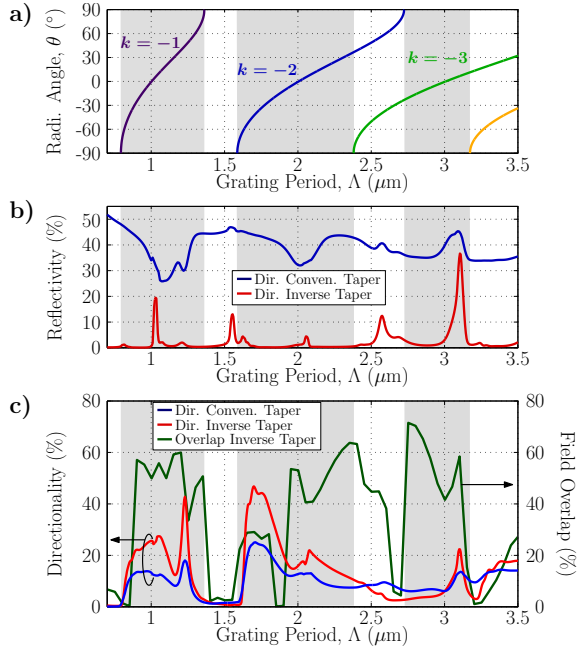 a)
Radi. Angle, θ (°)
90
60
30
0
-30
-60
-90
k = −1
k = −2
k = −3
1 1.5 2 2.5 3 3.5
Grating Period, Λ (μm)
b)
Reflectivity (%)
50
40
30
20
10
0
Dir. Conven. Taper
Dir. Inverse Taper
1 1.5 2 2.5 3 3.5
Grating Period, Λ (μm)
c)
Directionality (%)
80
60
40
20
0
Dir. Conven. Taper
Dir. Inverse Taper
Overlap Inverse Taper
80
60
40
20
0
Field Overlap (%)
1 1.5 2 2.5 3 3.5
Grating Period, Λ (μm)